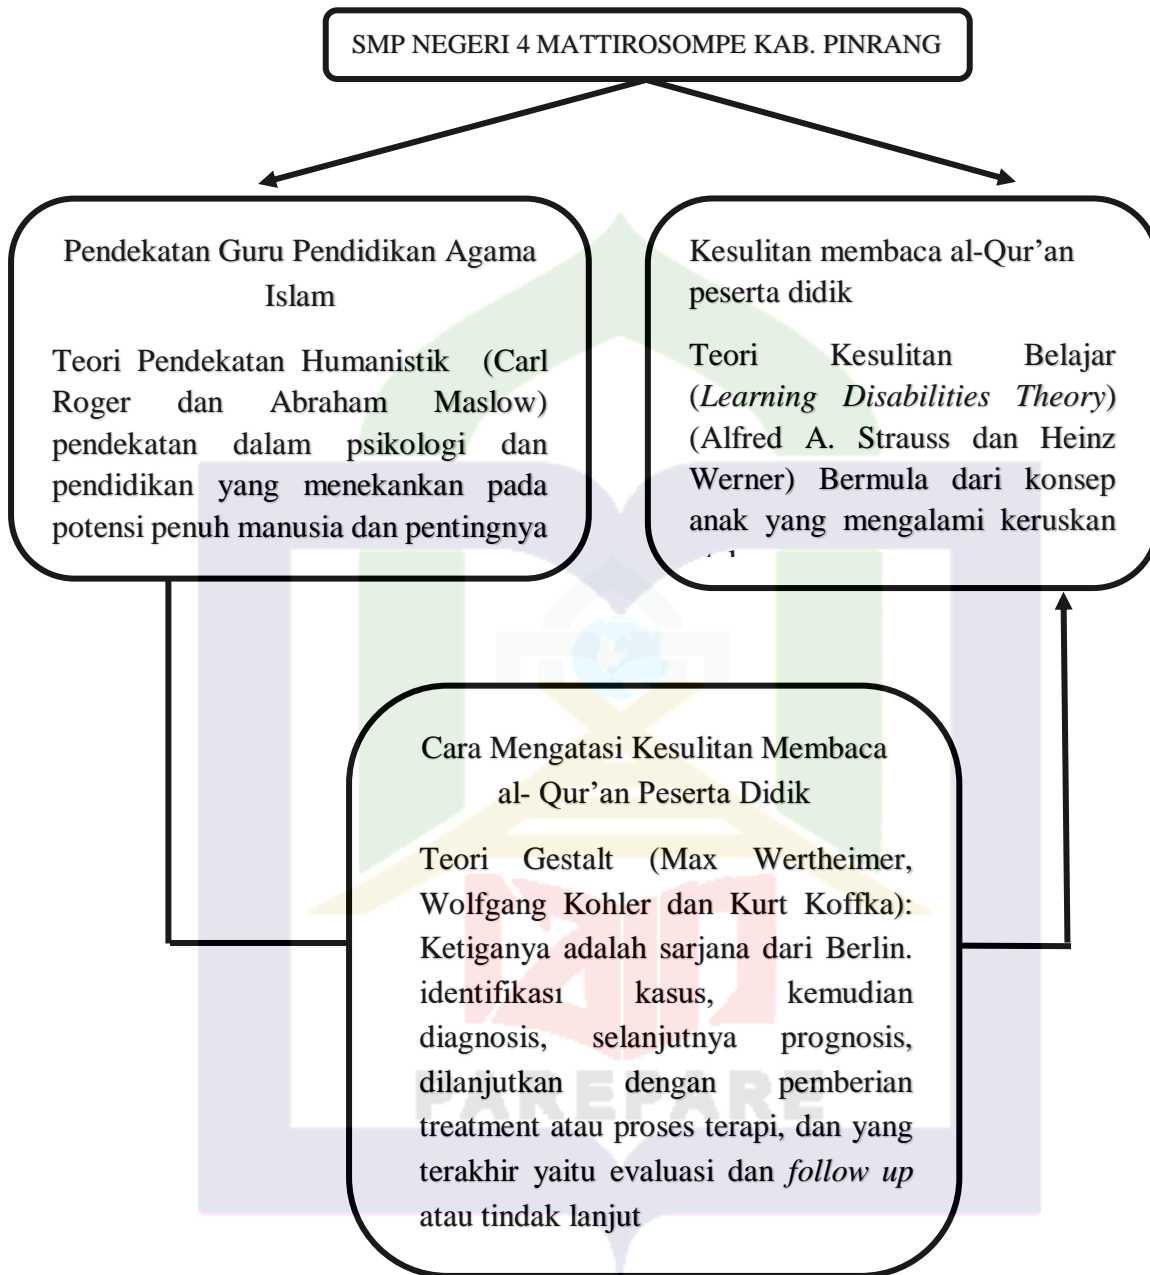 SMP NEGERI 4 MATTIROSOMPE KAB. PINRANG
Pendekatan Guru Pendidikan Agama
Islam
Teori Pendekatan Humanistik (Carl
Roger dan Abraham Maslow)
pendekatan dalam psikologi dan
pendidikan yang menekankan pada
potensi penuh manusia dan pentingnya
Kesulitan membaca al-Qur’an
peserta didik
Teori Kesulitan Belajar
(Learning Disabilities Theory)
(Alfred A. Strauss dan Heinz
Werner) Bermula dari konsep
anak yang mengalami keruskan
Cara Mengatasi Kesulitan Membaca
al- Qur’an Peserta Didik
Teori Gestalt (Max Wertheimer,
Wolfgang Kohler dan Kurt Koffka):
Ketiganya adalah sarjana dari Berlin.
identifikası kasus, kemudian
diagnosis, selanjutnya prognosis,
dilanjutkan dengan pemberian
treatment atau proses terapi, dan yang
terakhir yaitu evaluasi dan follow up
atau tindak lanjut
PAREPARE